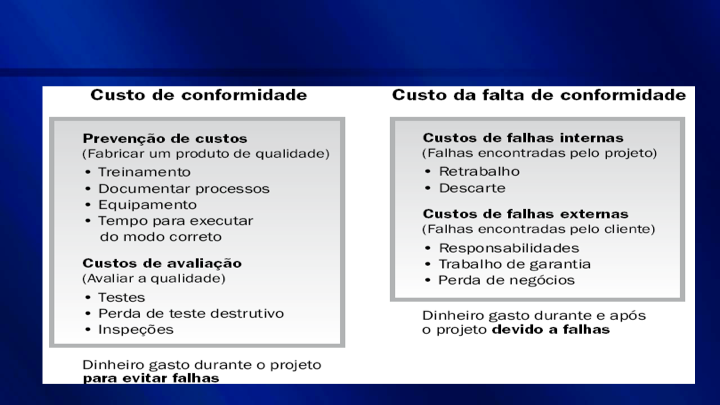 Custo de conformidade
Prevenção de custos
(Fabricar um produto de qualidade)
• Treinamento
• Documentar processos
• Equipamento
• Tempo para executar
do modo correto
Custos de avaliação
(Avaliar a qualidade)
• Testes
• Perda de teste destrutivo
• Inspeções
Dinheiro gasto durante o projeto
para evitar falhas
Custo da falta de conformidade
Custos de falhas internas
(Falhas encontradas pelo projeto)
• Retrabalho
• Descarte
Custos de falhas externas
(Falhas encontradas pelo cliente)
• Responsabilidades
• Trabalho de garantia
• Perda de negócios
Dinheiro gasto durante e após
o projeto devido a falhas